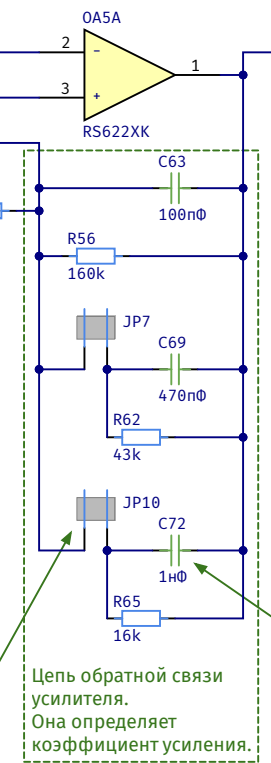 OA5A
2
3
1
RS622XK
C63
100пФ
R56
160k
JP7
C69
470пФ
R62
43k
JP10
C72
1нФ
R65
16k
Цепь обратной связи
усилителя.
Она определяет
коэффициент усиления.